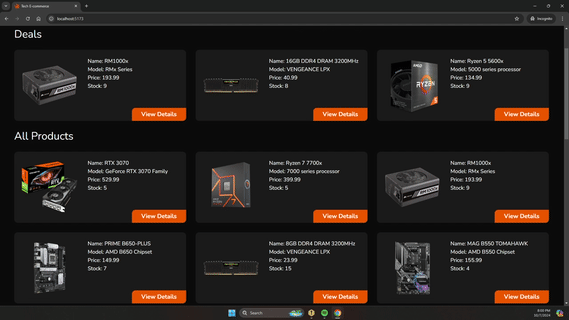 Tech E-commerce
localhost:5173
Incognito
Deals
Name: RM1000x
Model: RMx Series
Price: 193.99
Stock: 9
View Details
Name: 16GB DDR4 DRAM 3200MHz
Model: VENGEANCE LPX
Price: 40.99
Stock: 8
View Details
AMD
RYZEN
5
Name: Ryzen 5 5600x
Model: 5000 series processor
Price: 134.99
Stock: 9
View Details
All Products
Name: RTX 3070
Model: GeForce RTX 3070 Family
Price: 529.99
Stock: 5
View Details
Name: Ryzen 7 7700x
Model: 7000 series processor
Price: 399.99
Stock: 5
View Details
Name: RM1000x
Model: RMx Series
Price: 193.99
Stock: 9
View Details
Name: PRIME B650-PLUS
Model: AMD B650 Chipset
Price: 149.99
Stock: 7
View Details
Name: 8GB DDR4 DRAM 3200MHz
Model: VENGEANCE LPX
Price: 23.99
Stock: 15
View Details
Name: MAG B550 TOMAHAWK
Model: AMD B550 Chipset
Price: 155.99
Stock: 4
View Details
Search